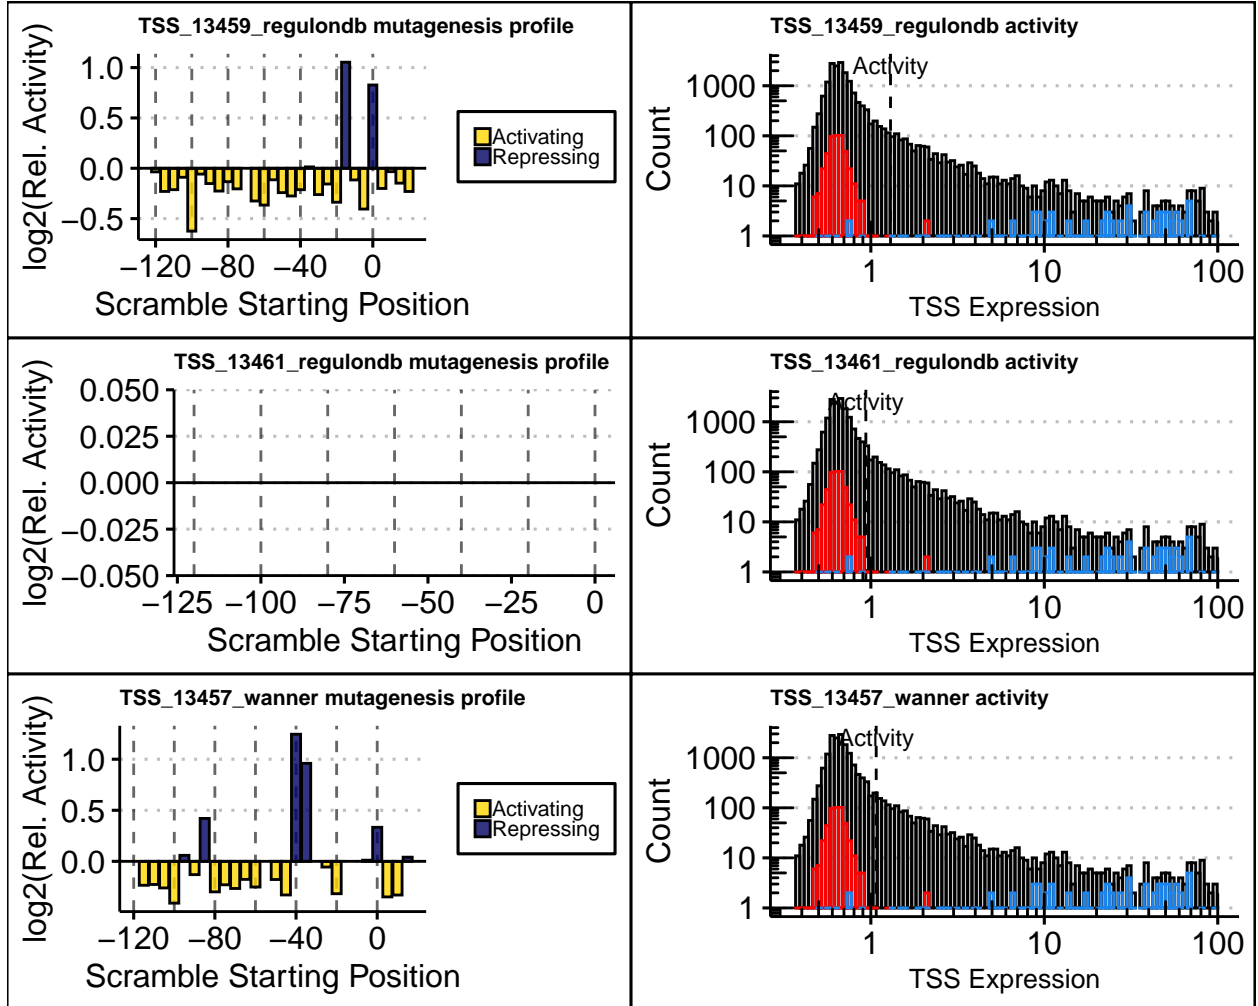 TSS_13459_regulondb mutagenesis profile
log2(Rel. Activity)
1.0
0.5
0.0
−0.5
−120 −80 −40 0
Scramble Starting Position
Activating
Repressing
TSS_13459_regulondb activity
Activity
Count
1000
100
10
1
1 10 100
TSS Expression
TSS_13461_regulondb mutagenesis profile
log2(Rel. Activity)
0.050
0.025
0.000
−0.025
−0.050
−125 −100 −75 −50 −25 0
Scramble Starting Position
TSS_13461_regulondb activity
Activity
Count
1000
100
10
1
1 10 100
TSS Expression
TSS_13457_wanner mutagenesis profile
log2(Rel. Activity)
1.0
0.5
0.0
−120 −80 −40 0
Scramble Starting Position
Activating
Repressing
TSS_13457_wanner activity
Activity
Count
1000
100
10
1
1 10 100
TSS Expression